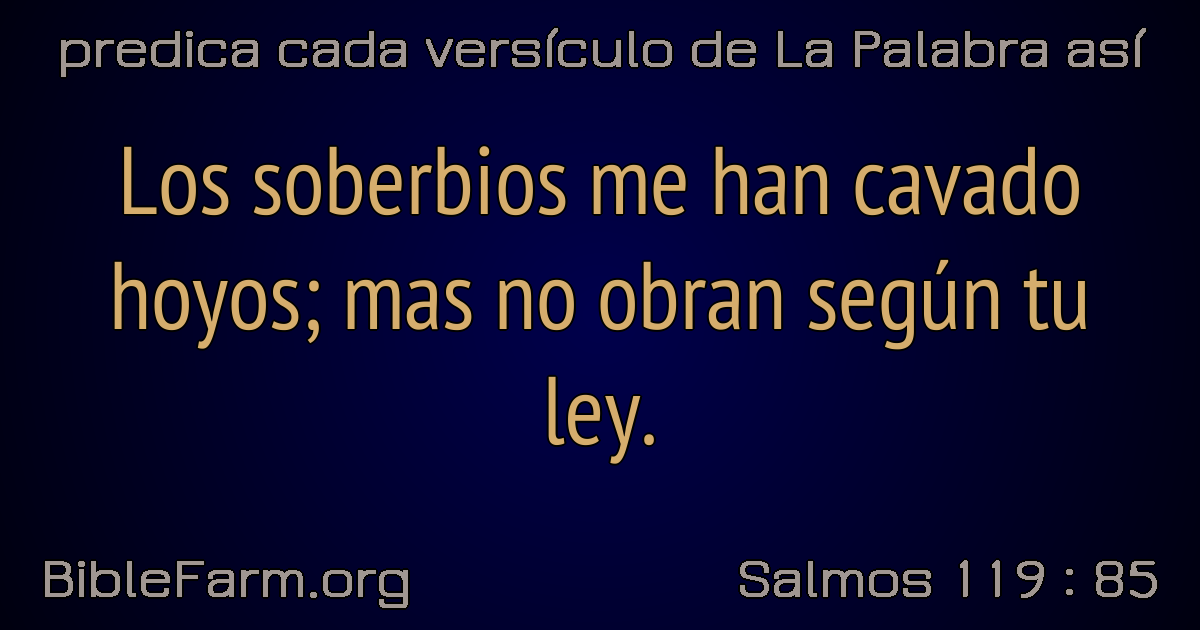 predica cada versículo de La Palabra así
Los soberbios me han cavado
hoyos; mas no obran según tu
ley.
BibleFarm.org
Salmos 119 : 85